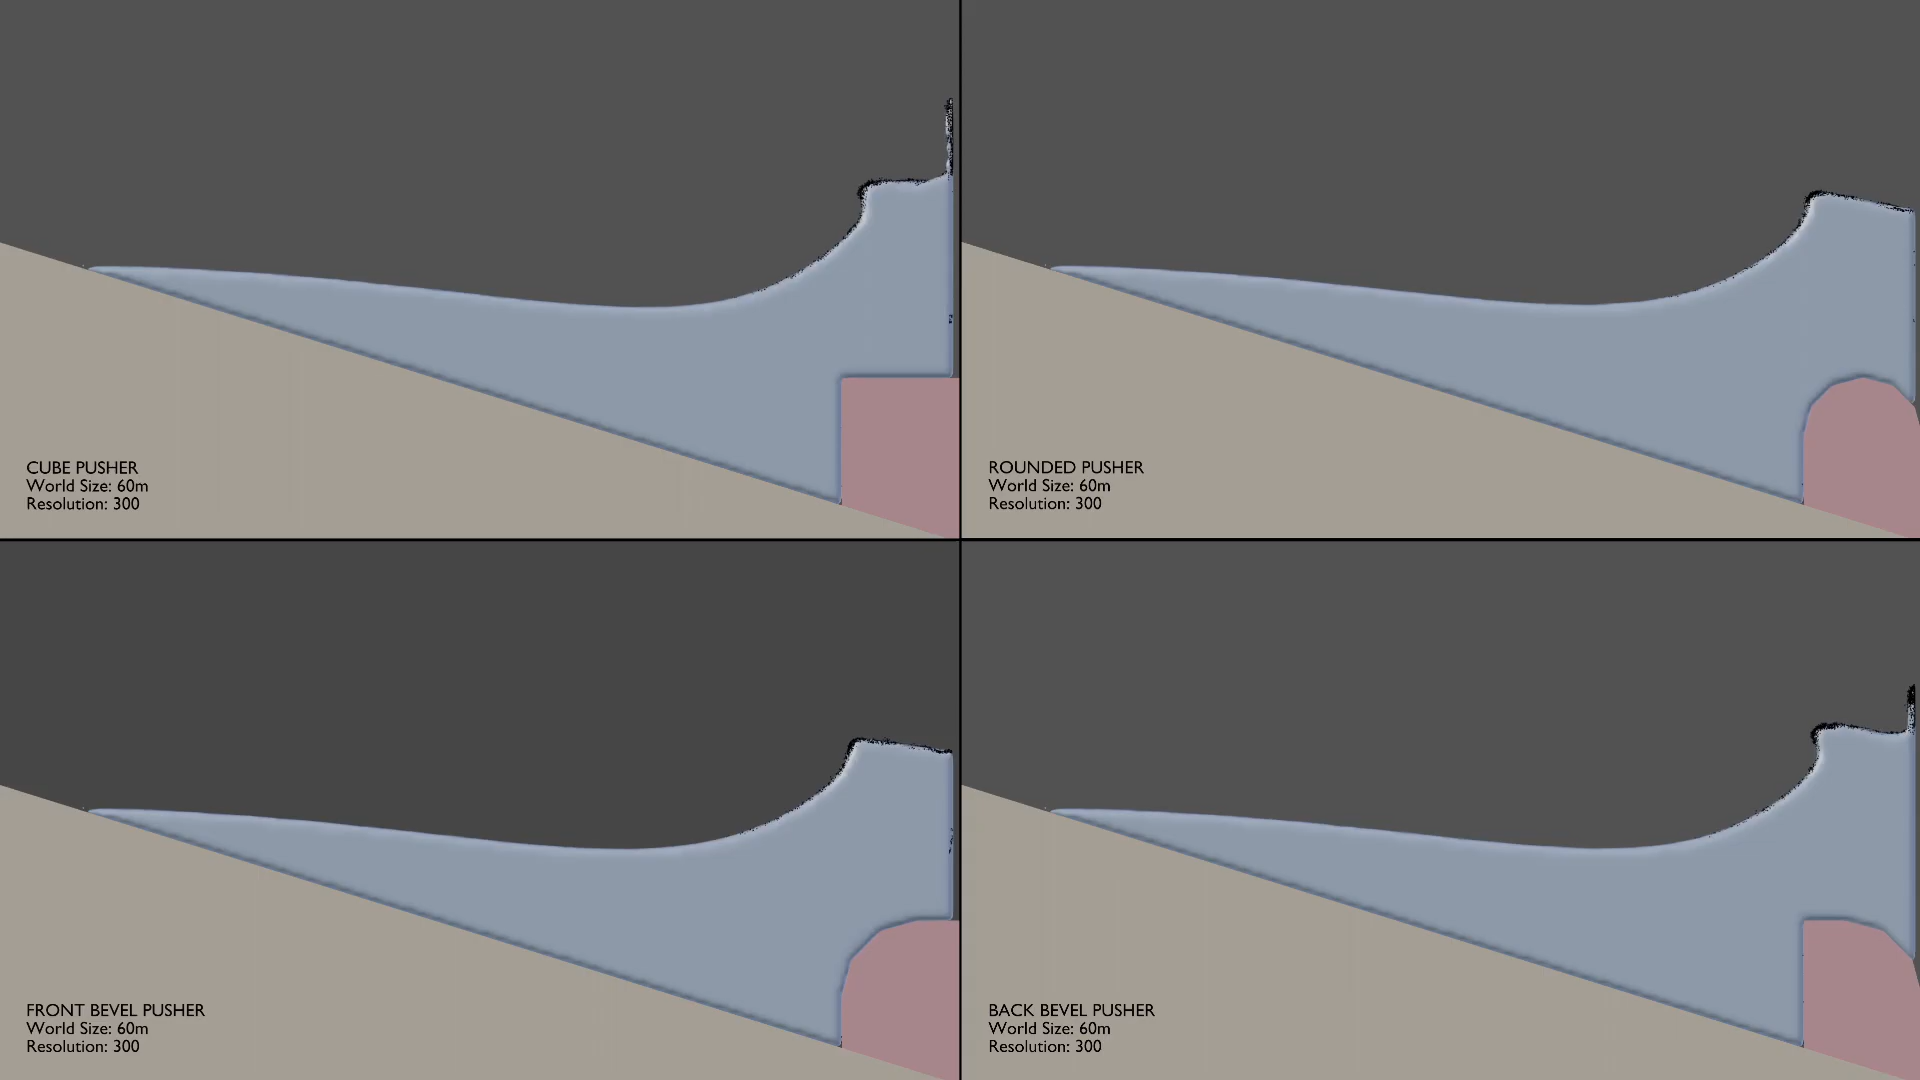 CUBE PUSHER
World Size: 60m
Resolution: 300
ROUNDED PUSHER
World Size: 60m
Resolution: 300
FRONT BEVEL PUSHER
World Size: 60m
Resolution: 300
BACK BEVEL PUSHER
World Size: 60m
Resolution: 300